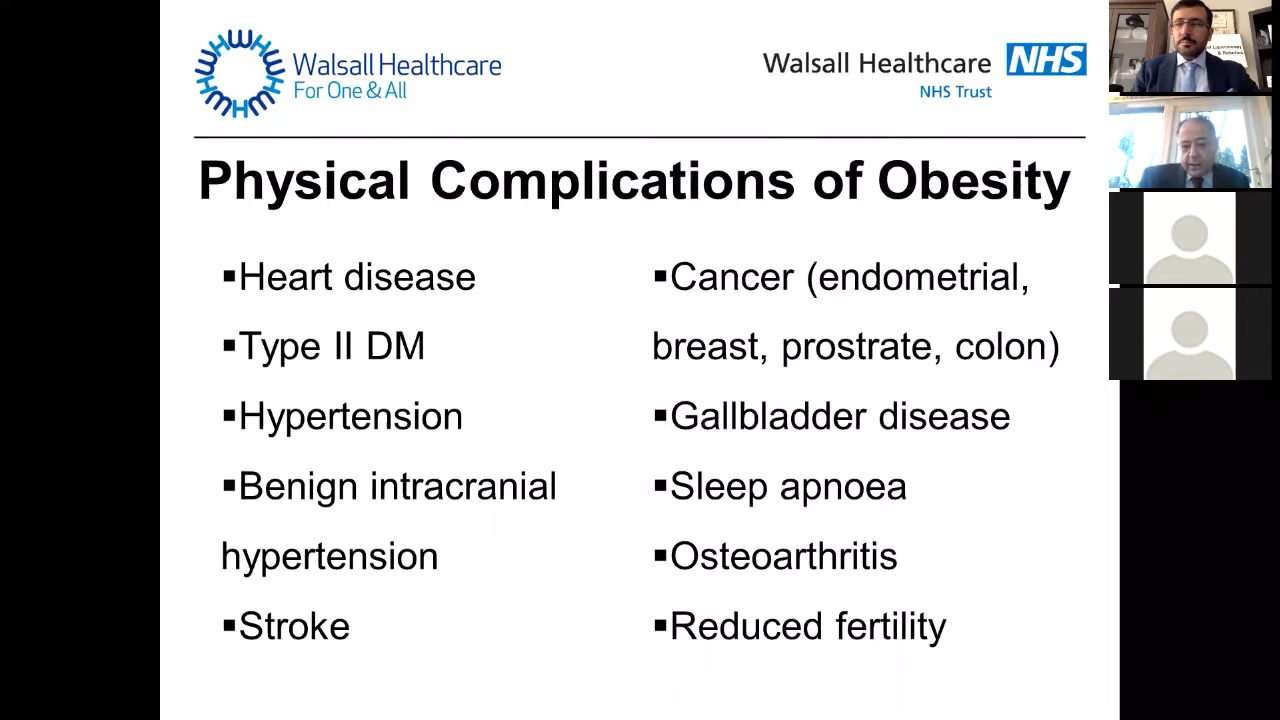 Walsall Healthcare
For One & All
Walsall Healthcare NHS
NHS Trust
Physical Complications of Obesity
▪Heart disease
▪Type II DM
▪Hypertension
▪Benign intracranial
hypertension
▪Stroke
▪Cancer (endometrial,
breast, prostrate, colon)
▪Gallbladder disease
▪Sleep apnoea
▪Osteoarthritis
▪Reduced fertility
& Robotics